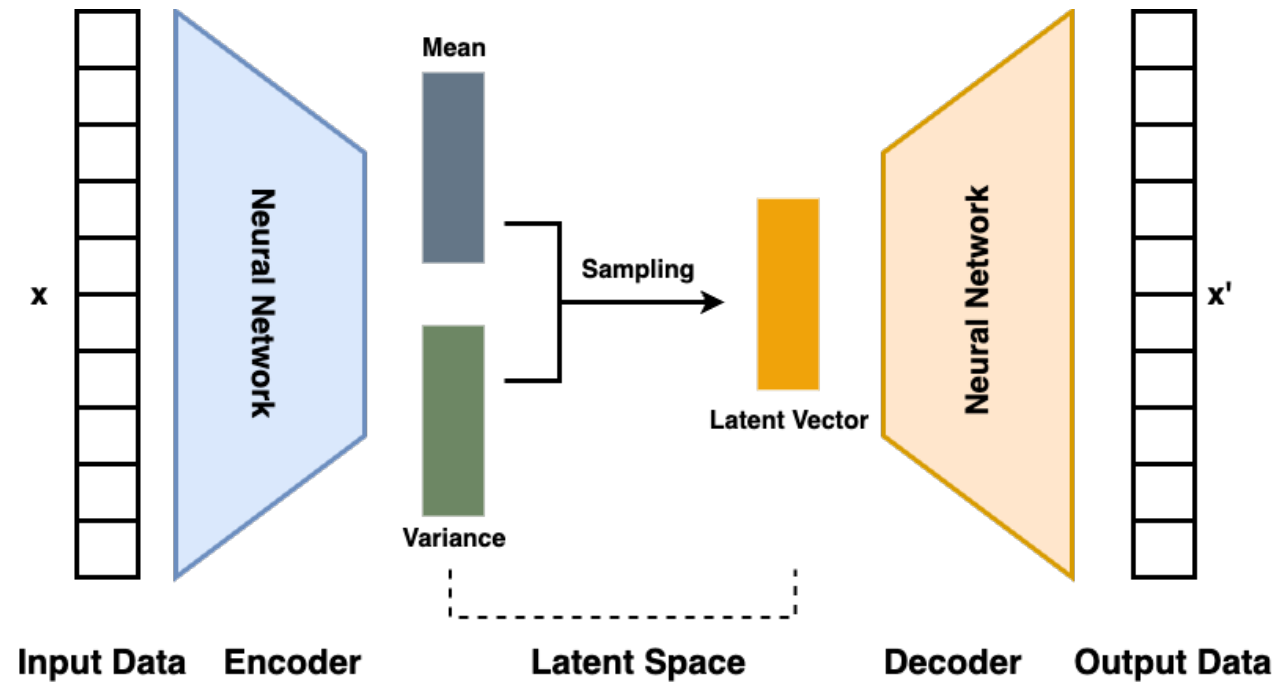 Mean
Neural Network
Sampling
Neural Network
x
x'
Latent Vector
Variance
Input Data
Encoder
Latent Space
Decoder
Output Data